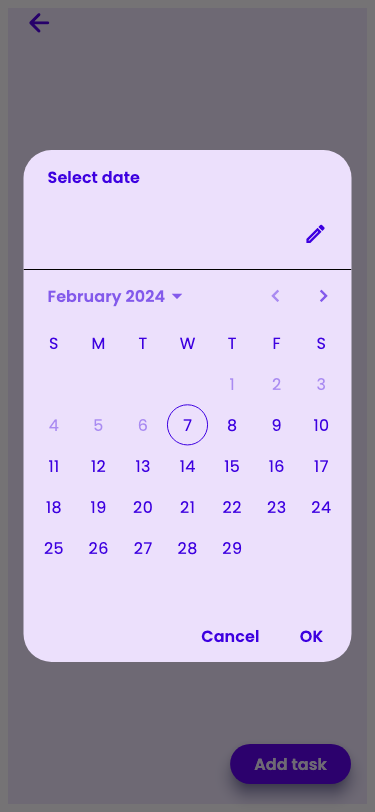 Select date
February 2024
S M T W T F S
1 2 3
4 5 6 7 8 9 10
11 12 13 14 15 16 17
18 19 20 21 22 23 24
25 26 27 28 29
Cancel OK
Add task